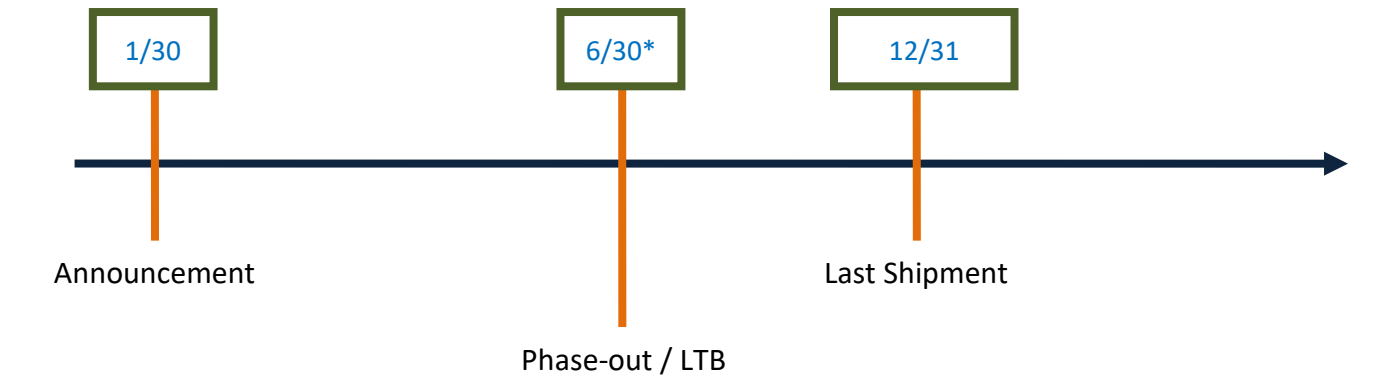 1/30
6/30*
12/31
Announcement
Last Shipment
Phase-out / LTB